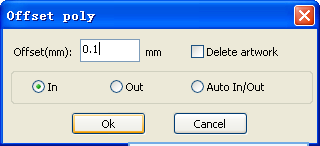 Offset poly
Offset(mm): 0.1 mm Delete artwork
In Out Auto In/Out
Ok Cancel